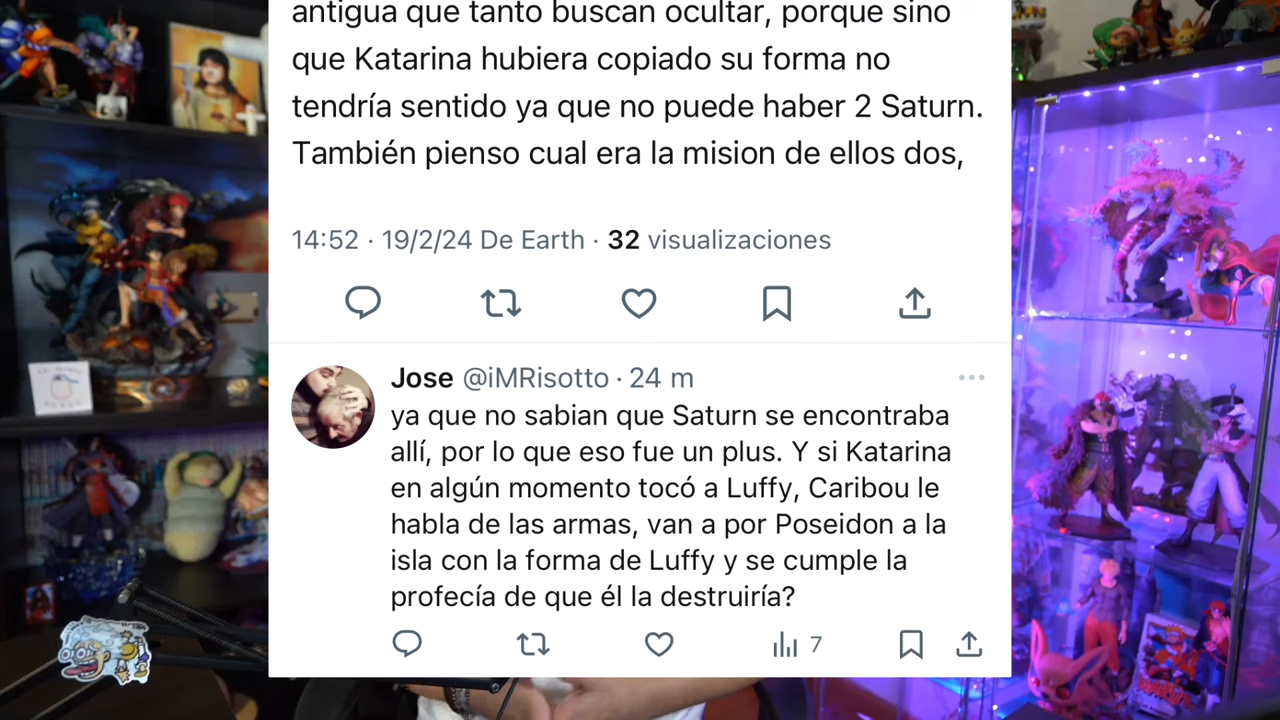 antigua que tanto buscan ocultar, porque sino
que Katarina hubiera copiado su forma no
tendría sentido ya que no puede haber 2 Saturn.
También pienso cual era la mision de ellos dos,
14:52 · 19/2/24 De Earth · 32 visualizaciones
Jose @iMRisotto · 24 m
ya que no sabian que Saturn se encontraba
allí, por lo que eso fue un plus. Y si Katarina
en algún momento tocó a Luffy, Caribou le
habla de las armas, van a por Poseidon a la
isla con la forma de Luffy y se cumple la
profecía de que él la destruiría?
7